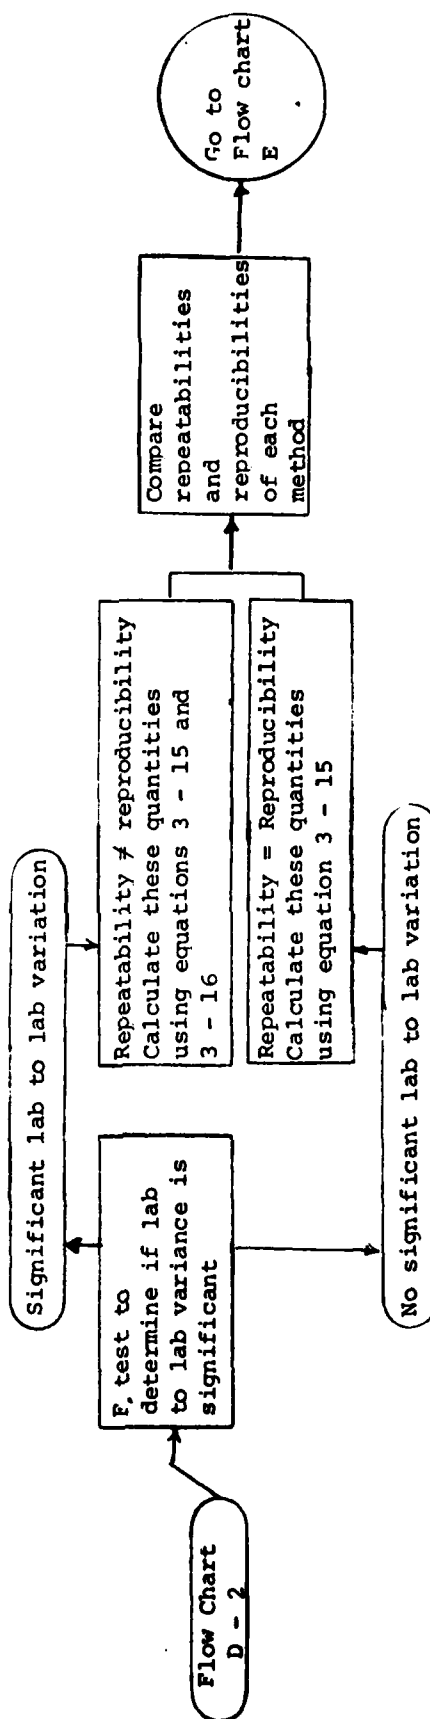 Flow Chart
D - 2
F, test to
determine if lab
to lab variance is
significant
Significant lab to lab variation
No significant lab to lab variation
Repeatability ≠ reproducibility
Calculate these quantities
using equations 3 - 15 and
3 - 16
Repeatability = Reproducibility
Calculate these quantities
using equation 3 - 15
Compare
repeatabilities
and
reproducibilities
of each
method
Go to
Flow chart
E